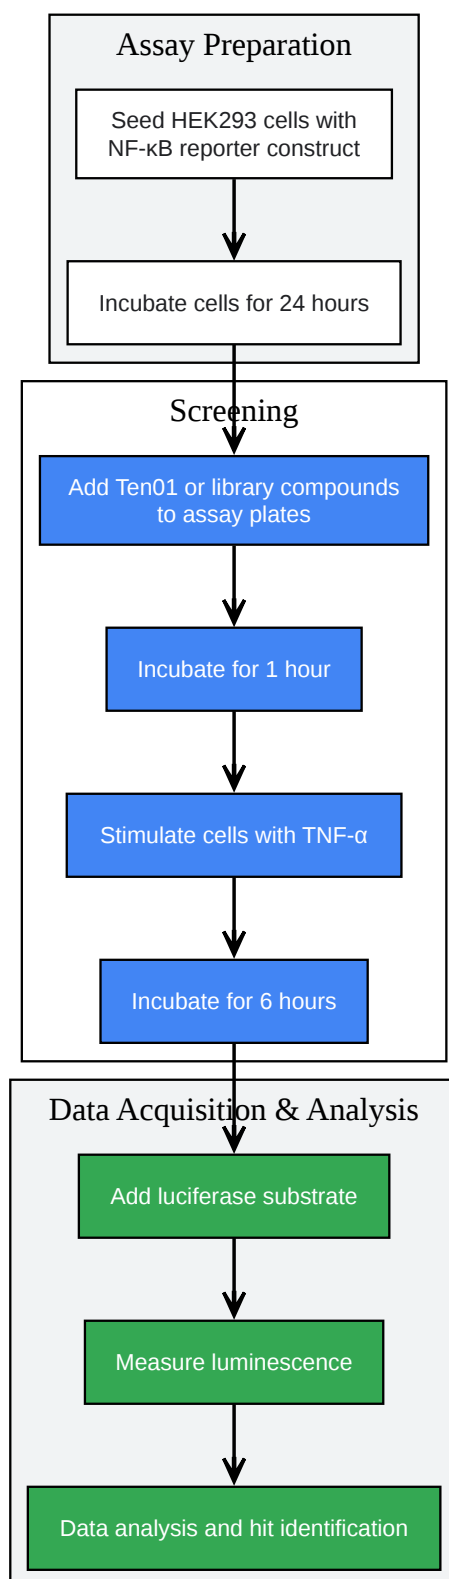 Assay Preparation
Seed HEK293 cells with
NF-κB reporter construct
Incubate cells for 24 hours
Screening
Add Ten01 or library compounds
to assay plates
Incubate for 1 hour
Stimulate cells with TNF-α
Incubate for 6 hours
Data Acquisition & Analysis
Add luciferase substrate
Measure luminescence
Data analysis and hit identification